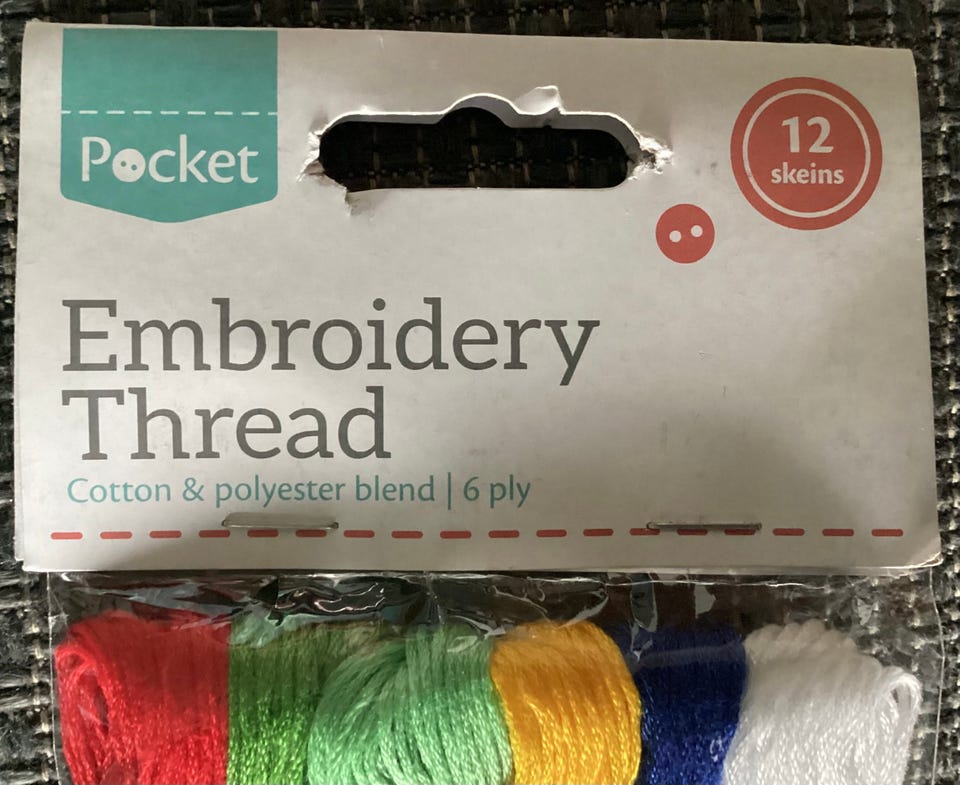 Pocket
12
skeins
Embroidery
Thread
Cotton & polyester blend | 6 ply